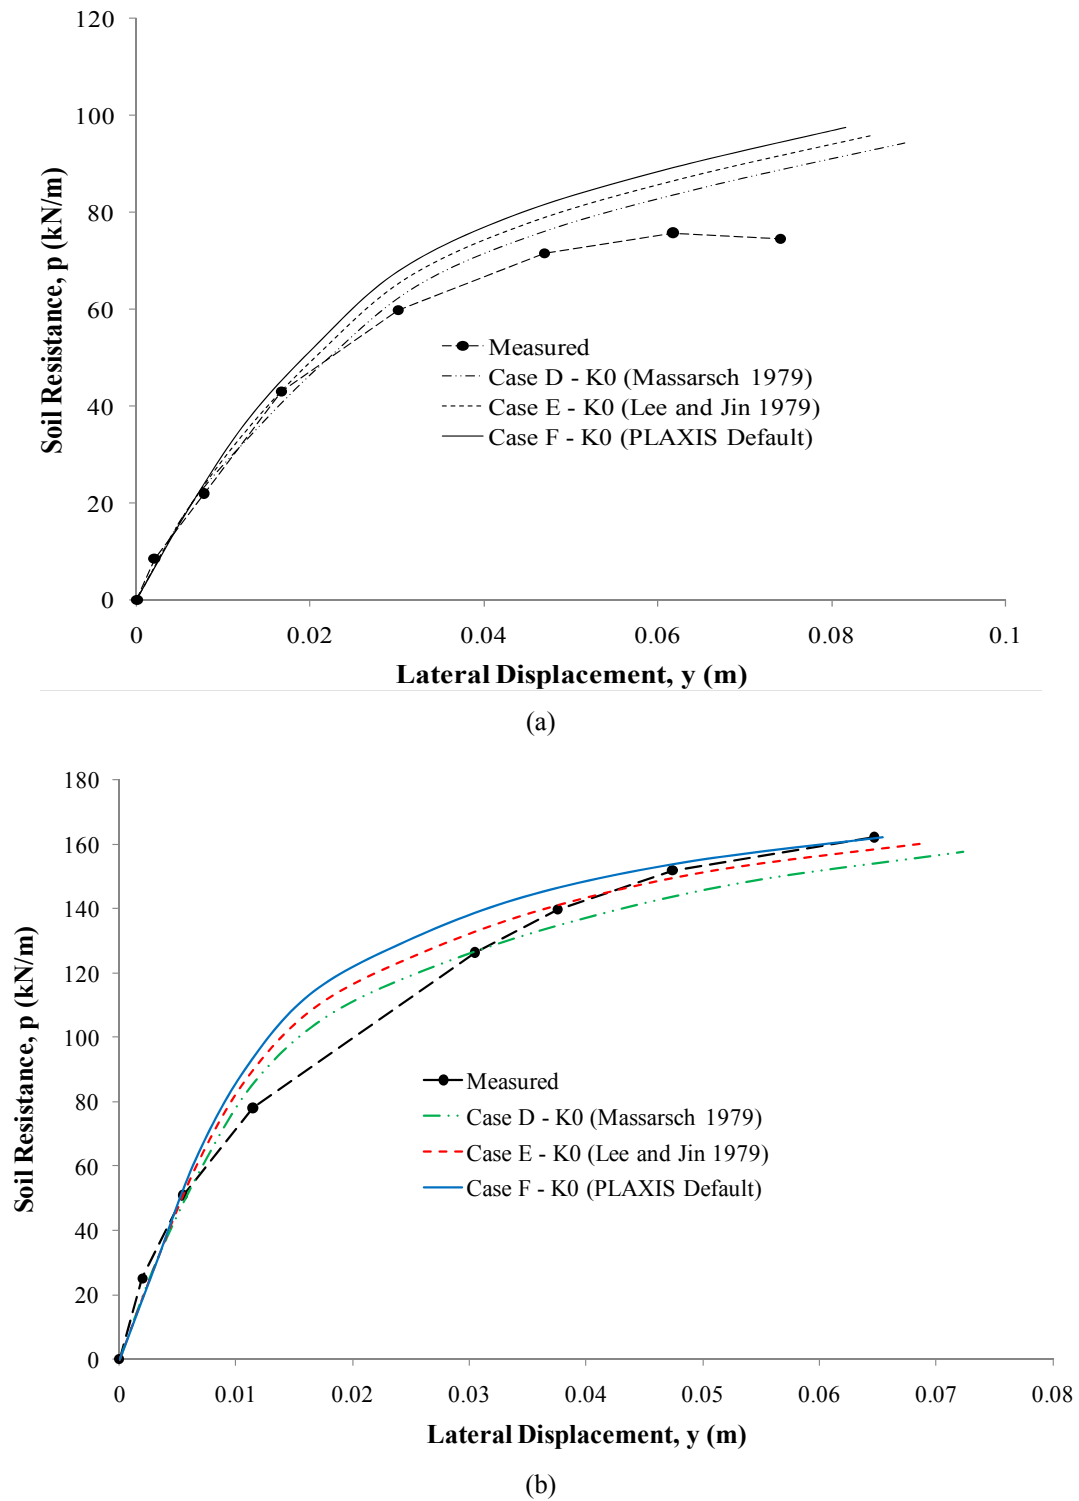 120
100
80
60
40
20
0
Soil Resistance, p (kN/m)
Measured
Case D - K0 (Massarsch 1979)
Case E - K0 (Lee and Jin 1979)
Case F - K0 (PLAXIS Default)
0 0.02 0.04 0.06 0.08 0.1
Lateral Displacement, y (m)
(a)
180
160
140
120
100
80
60
40
20
0
Soil Resistance, p (kN/m)
Measured
Case D - K0 (Massarsch 1979)
Case E - K0 (Lee and Jin 1979)
Case F - K0 (PLAXIS Default)
0 0.01 0.02 0.03 0.04 0.05 0.06 0.07 0.08
Lateral Displacement, y (m)
(b)